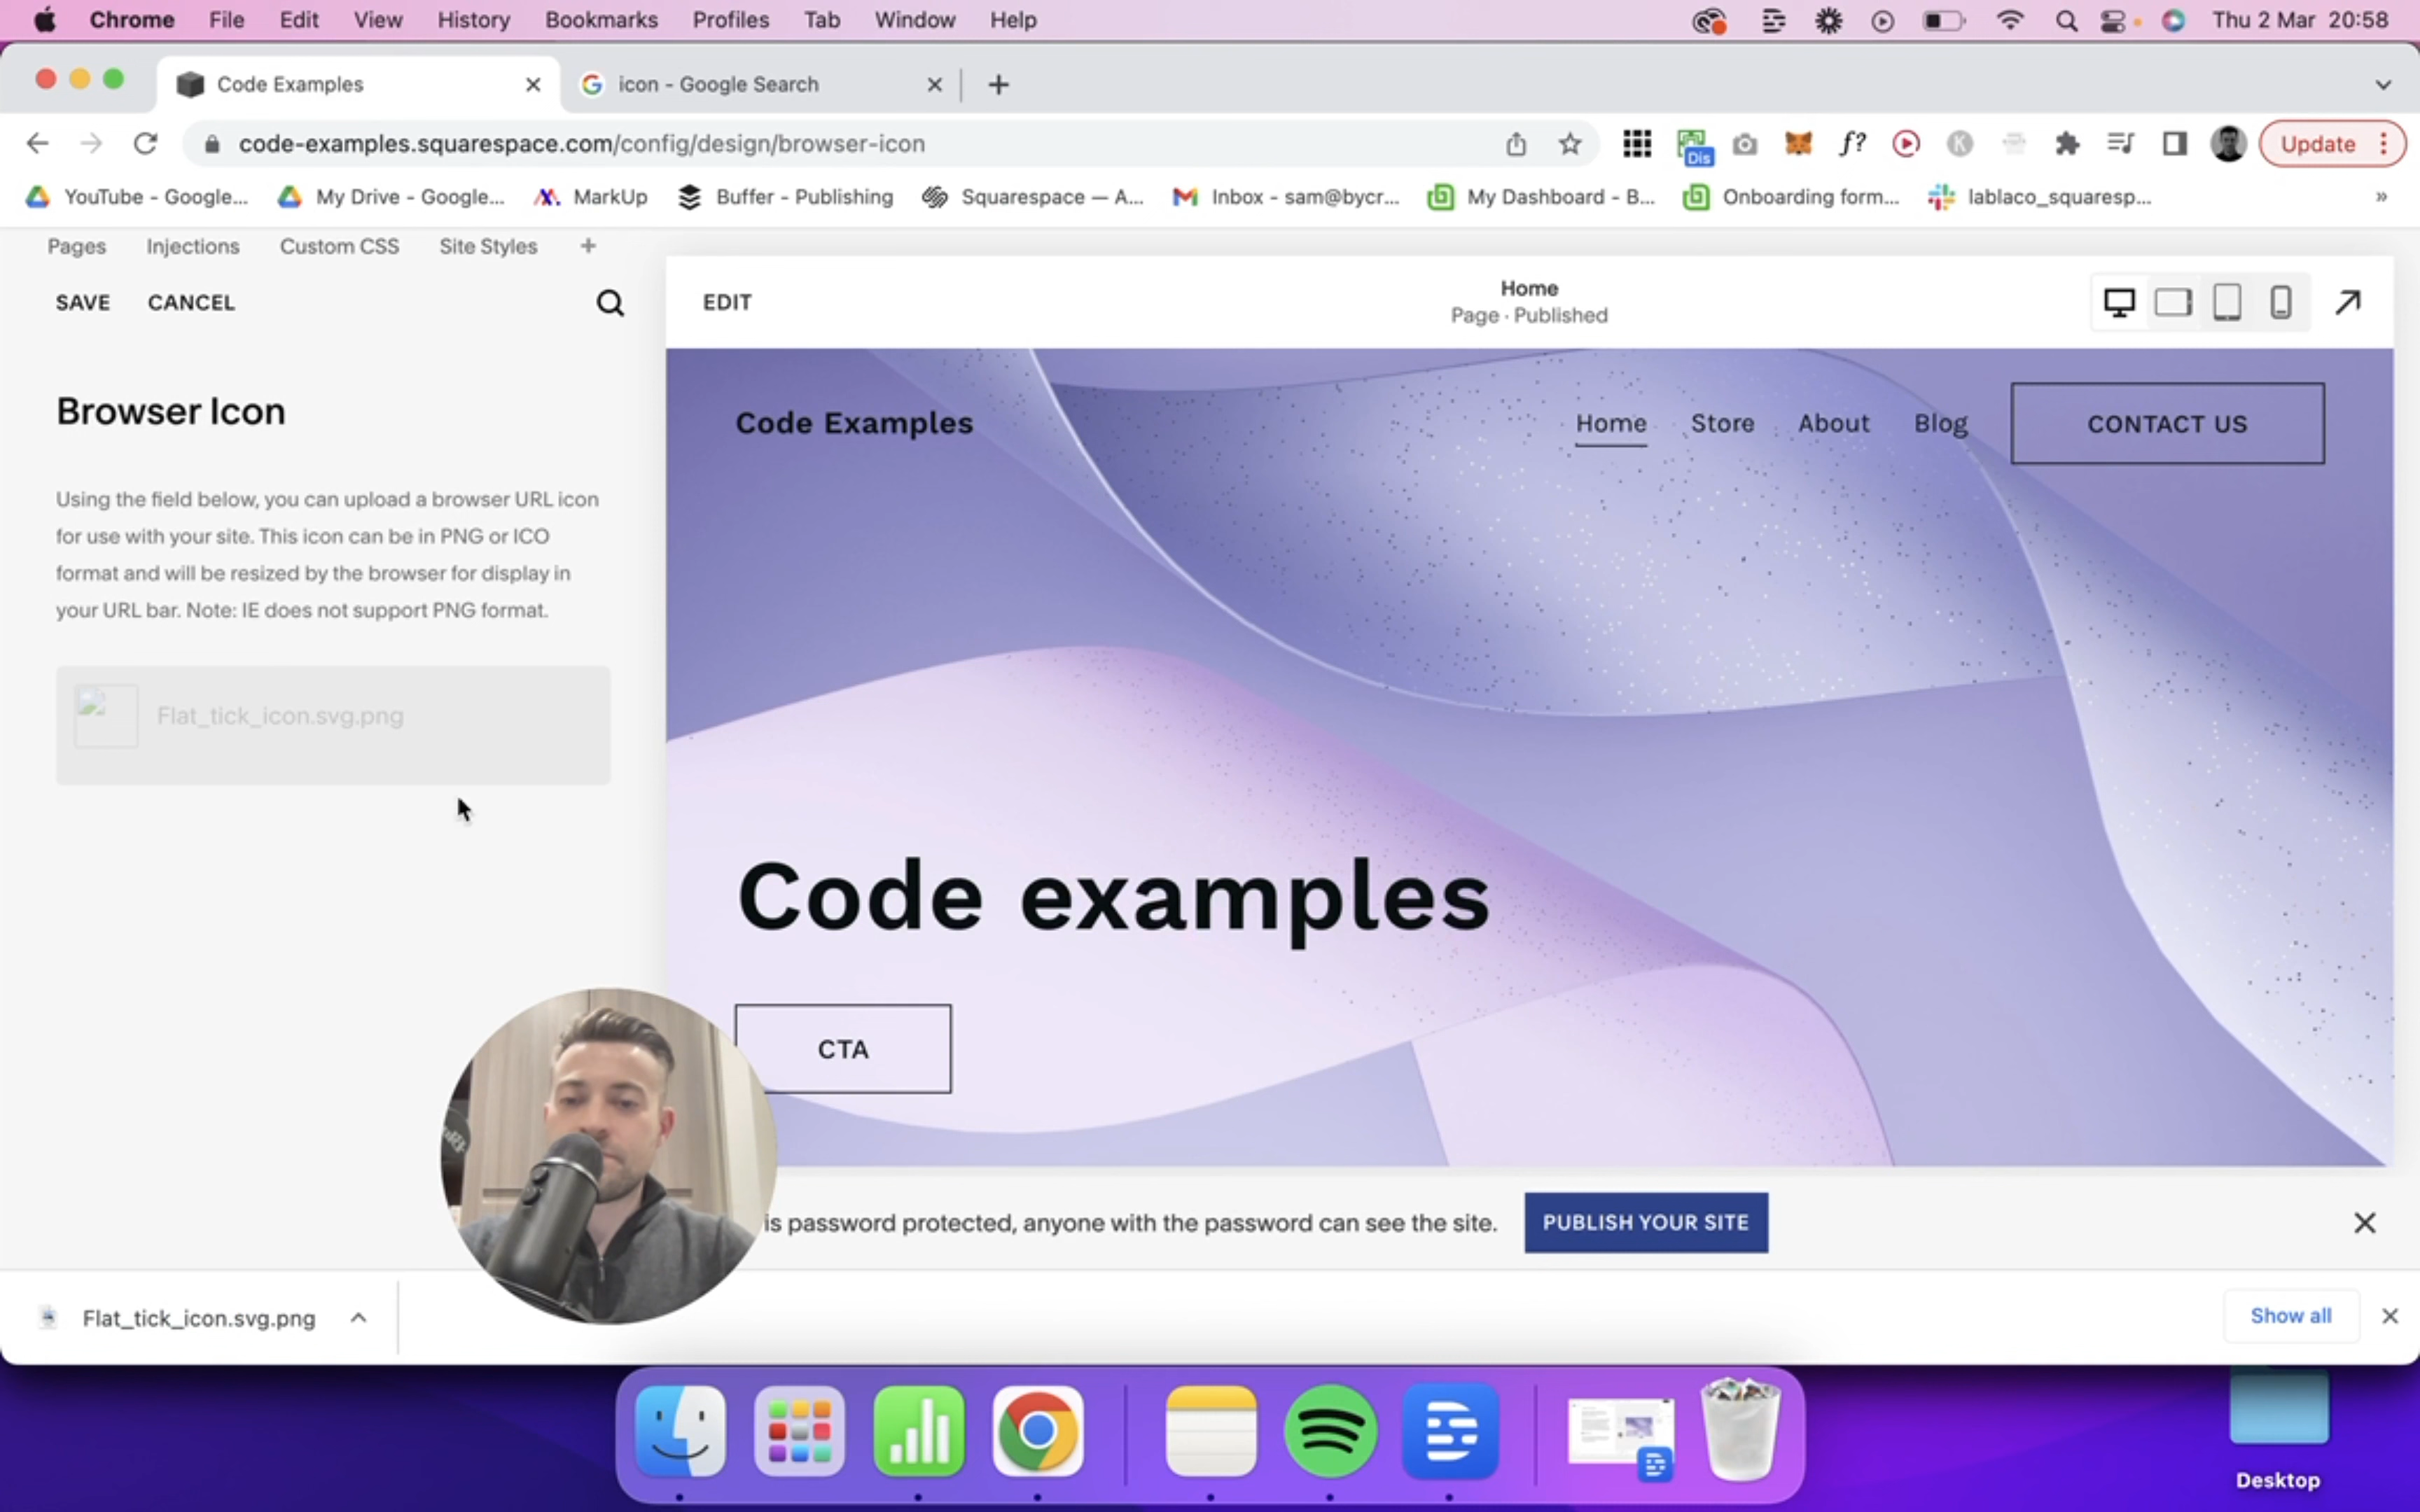 Chrome File Edit View History Bookmarks Profiles Tab Window Help Thu 2 Mar 20:58
Code Examples
icon - Google Search
code-examples.squarespace.com/config/design/browser-icon
f?
Dis
K
Update
YouTube - Google...
My Drive - Google...
MarkUp
Buffer - Publishing
Squarespace — A...
Inbox - sam@bycr...
My Dashboard - B...
Onboarding form...
lablaco_squaresp...
»
Pages Injections Custom CSS Site Styles +
SAVE CANCEL
EDIT
Home
Page · Published
Browser Icon
Using the field below, you can upload a browser URL icon
for use with your site. This icon can be in PNG or ICO
format and will be resized by the browser for display in
your URL bar. Note: IE does not support PNG format.
Flat_tick_icon.svg.png
Code Examples
Home Store About Blog CONTACT US
Code examples
CTA
is password protected, anyone with the password can see the site.
PUBLISH YOUR SITE
Flat_tick_icon.svg.png
Show all
Desktop